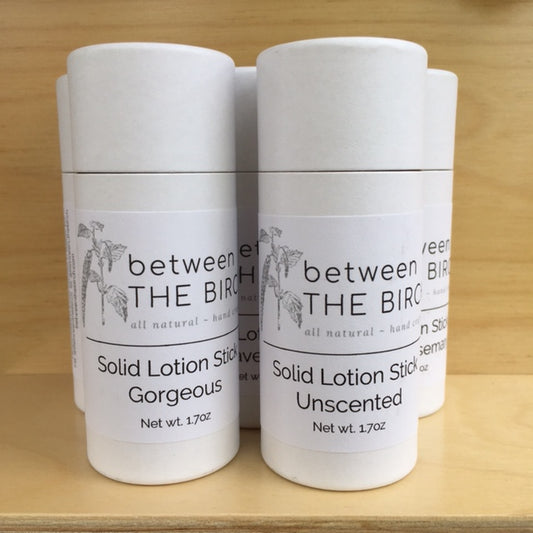 between
THE BIRC
all natural ~ hand c
Solid Lotion Stick
Gorgeous
Net wt. 1.7oz
between
THE BIRC
all natural ~ hand cr
Solid Lotion Stick
Unscented
Net wt. 1.7oz